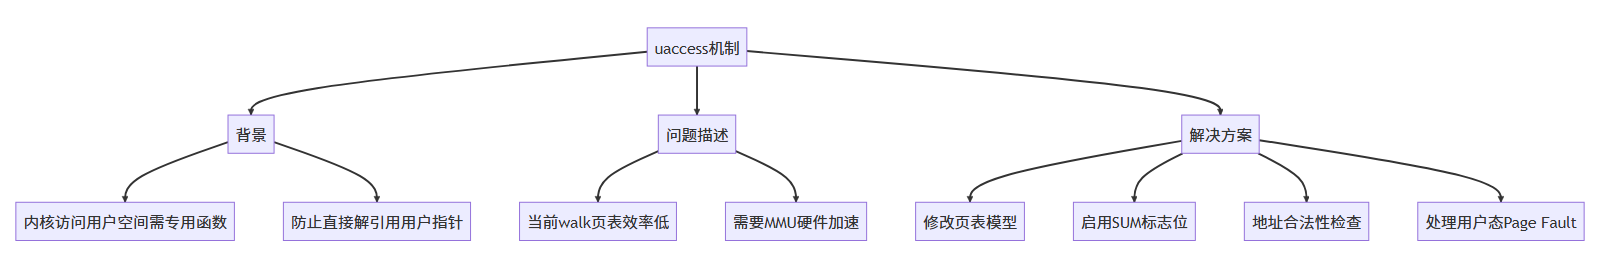 uaccess机制
背景
问题描述
解决方案
内核访问用户空间需专用函数
防止直接解引用用户指针
当前walk页表效率低
需要MMU硬件加速
修改页表模型
启用SUM标志位
地址合法性检查
处理用户态Page Fault